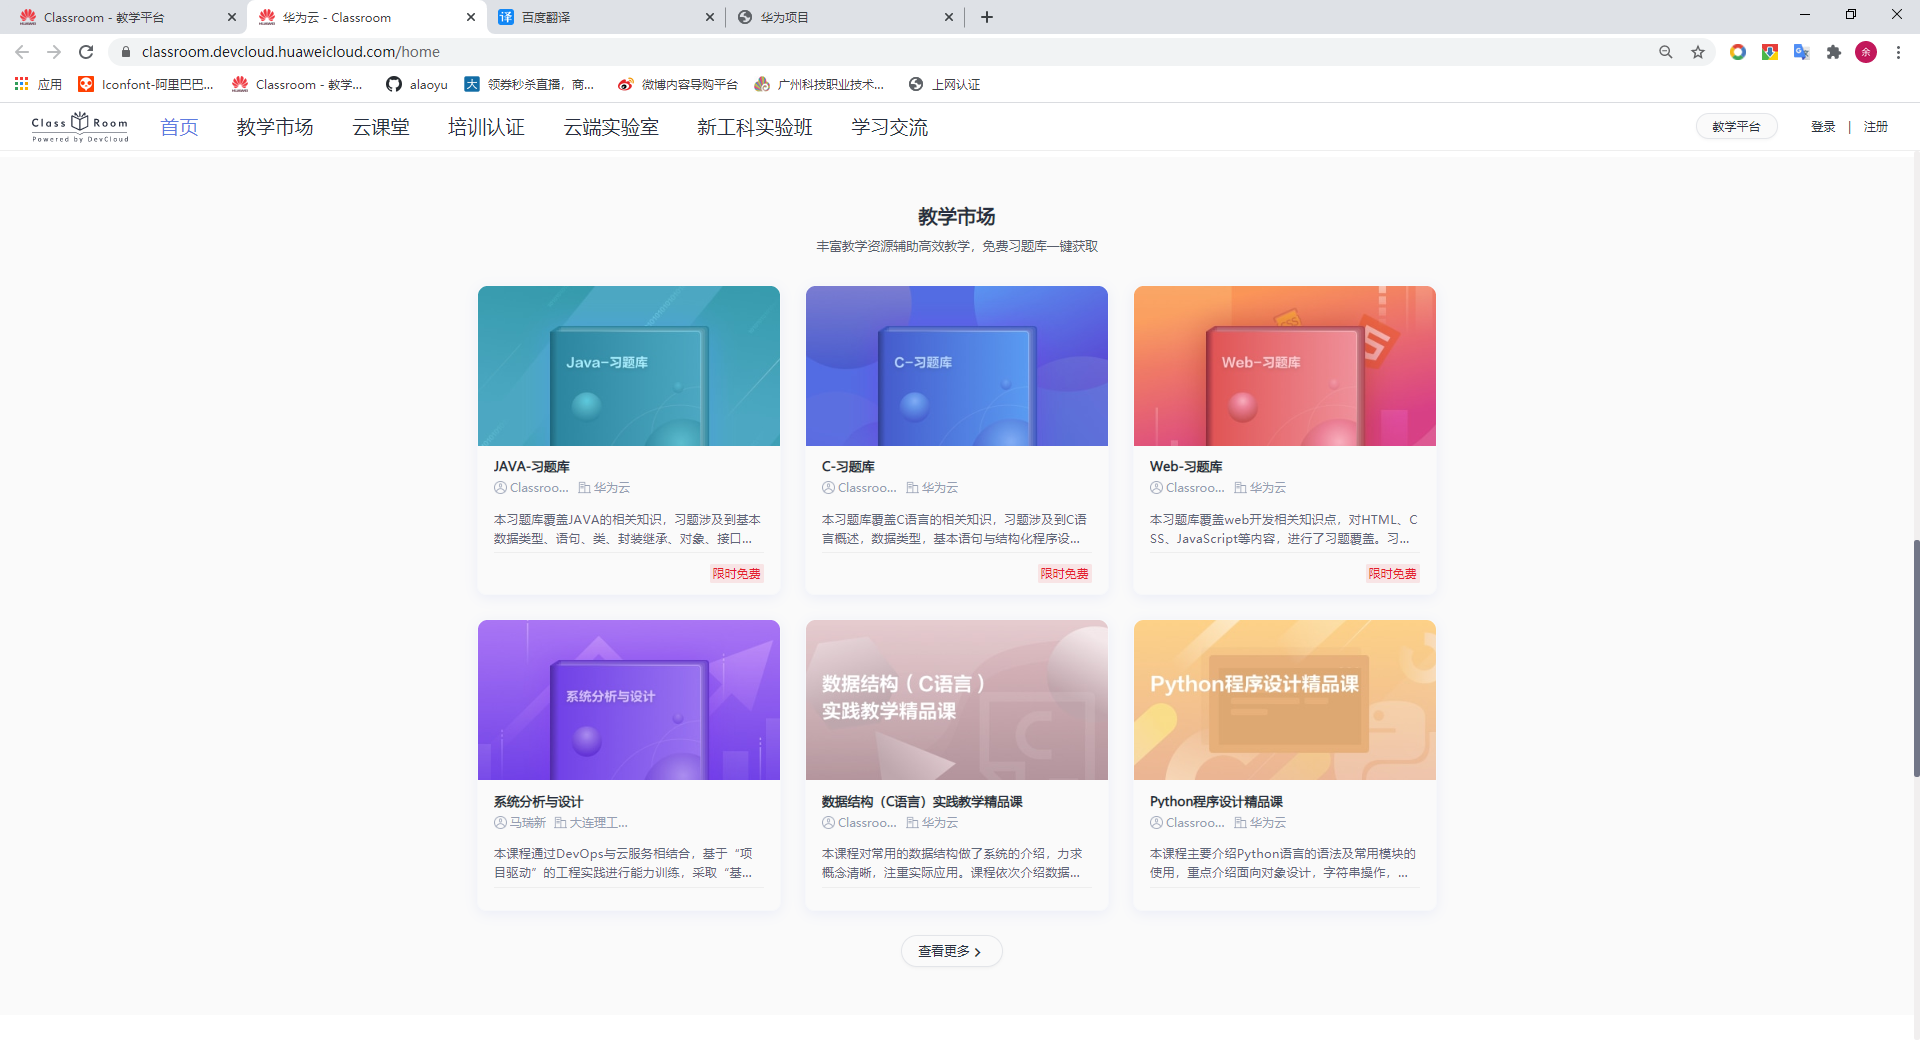 Classroom - 教学平台
华为云 - Classroom
译 百度翻译
华为项目
classroom.devcloud.huaweicloud.com/home
余
应用
Iconfont-阿里巴巴...
Classroom - 教学...
alaoyu
大 领券秒杀直播，商...
微博内容导购平台
广州科技职业技术...
上网认证
Class Room
Powered by DevCloud
首页
教学市场
云课堂
培训认证
云端实验室
新工科实验班
学习交流
教学平台
登录 | 注册
教学市场
丰富教学资源辅助高效教学，免费习题库一键获取
Java-习题库
C-习题库
CSS
5
Web-习题库
JAVA-习题库
Classroo... 华为云
本习题库覆盖JAVA的相关知识，习题涉及到基本
数据类型、语句、类、封装继承、对象、接口...
限时免费
C-习题库
Classroo... 华为云
本习题库覆盖C语言的相关知识，习题涉及到C语
言概述，数据类型，基本语句与结构化程序设...
限时免费
Web-习题库
Classroo... 华为云
本习题库覆盖web开发相关知识点，对HTML、C
SS、JavaScript等内容，进行了习题覆盖。习...
限时免费
系统分析与设计
数据结构（C语言）
实践教学精品课
C
Python程序设计精品课
系统分析与设计
马瑞新 大连理工...
本课程通过DevOps与云服务相结合，基于“项
目驱动”的工程实践进行能力训练，采取“基...
数据结构（C语言）实践教学精品课
Classroo... 华为云
本课程对常用的数据结构做了系统的介绍，力求
概念清晰，注重实际应用。课程依次介绍数据...
Python程序设计精品课
Classroo... 华为云
本课程主要介绍Python语言的语法及常用模块的
使用，重点介绍面向对象设计，字符串操作，...
查看更多